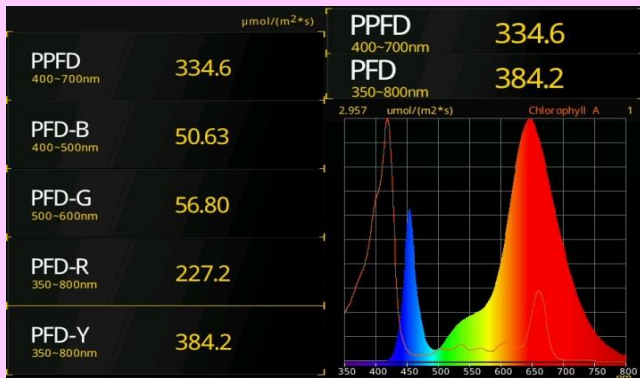 µmol/(m2*s)
PPFD
400~700nm
334.6
PFD-B
400~500nm
50.63
PFD-G
500~600nm
56.80
PFD-R
350~800nm
227.2
PFD-Y
350~800nm
384.2
PPFD
400~700nm
334.6
PFD
350~800nm
384.2
2.957 umol/(m2*s) Chlorophyll A 1
350 400 450 500 550 600 650 700 750 800
nm